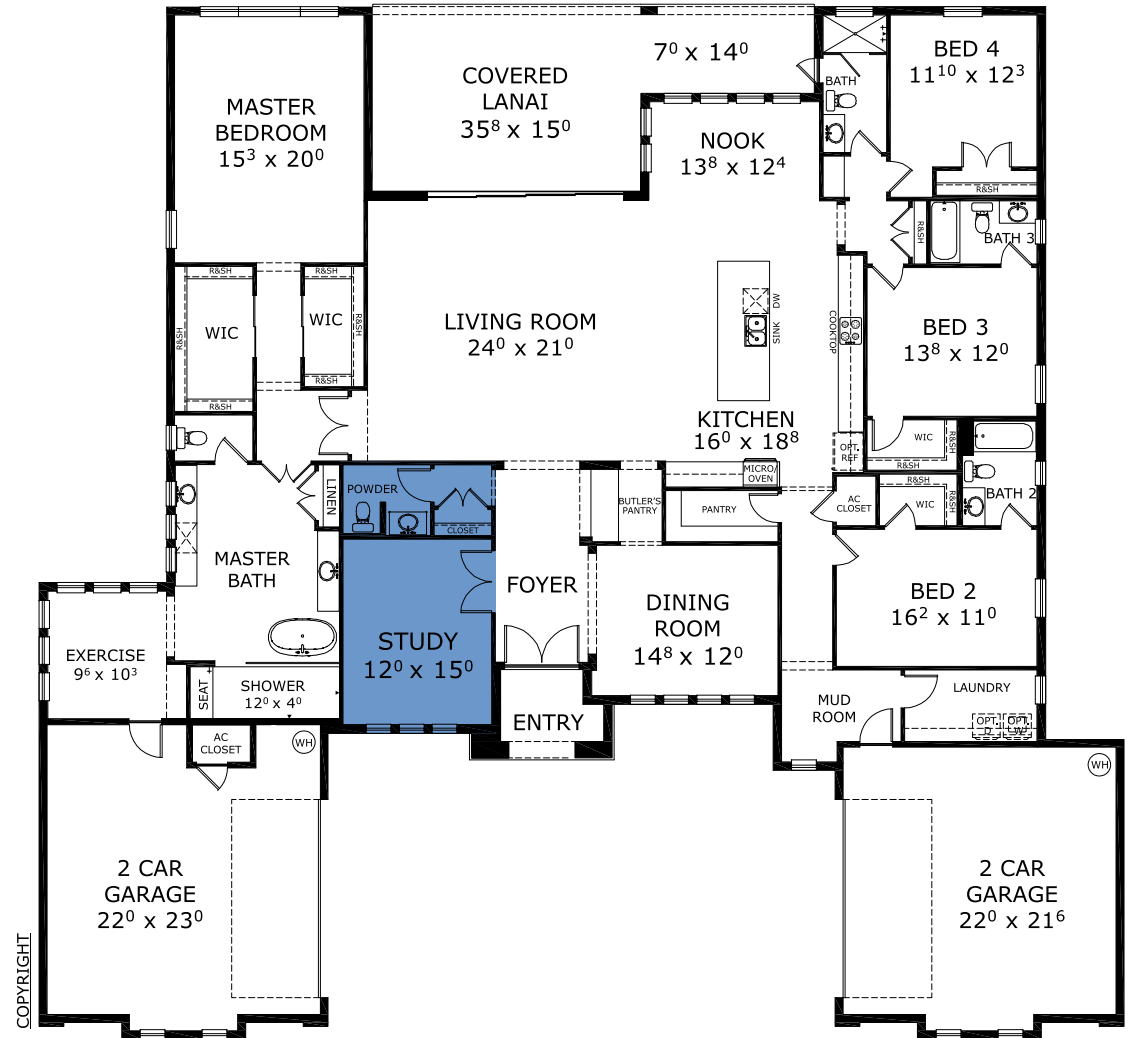 COVERED
LANAI
35⁸ x 15⁰
7⁰ x 14⁰
BATH
BED 4
11¹⁰ x 12³
R&SH
MASTER
BEDROOM
15³ x 20⁰
NOOK
13⁸ x 12⁴
R&SH
BATH 3
R&SH
WIC
R&SH
R&SH
R&SH
WIC
R&SH
R&SH
LIVING ROOM
24⁰ x 21⁰
DW
SINK
COOKTOP
BED 3
13⁸ x 12⁰
KITCHEN
16⁰ x 18⁸
OPT.
REF
WIC
R&SH
R&SH
MICRO/
OVEN
LINEN
POWDER
CLOSET
BUTLER'S
PANTRY
PANTRY
AC
CLOSET
R&SH
WIC
R&SH
BATH 2
MASTER
BATH
FOYER
DINING
ROOM
14⁸ x 12⁰
BED 2
16² x 11⁰
EXERCISE
9⁶ x 10³
STUDY
12⁰ x 15⁰
SEAT
SHOWER
12⁰ x 4⁰
ENTRY
MUD
ROOM
LAUNDRY
OPT.
D
OPT.
W
AC
CLOSET
WH
WH
2 CAR
GARAGE
22⁰ x 23⁰
2 CAR
GARAGE
22⁰ x 21⁶
COPYRIGHT